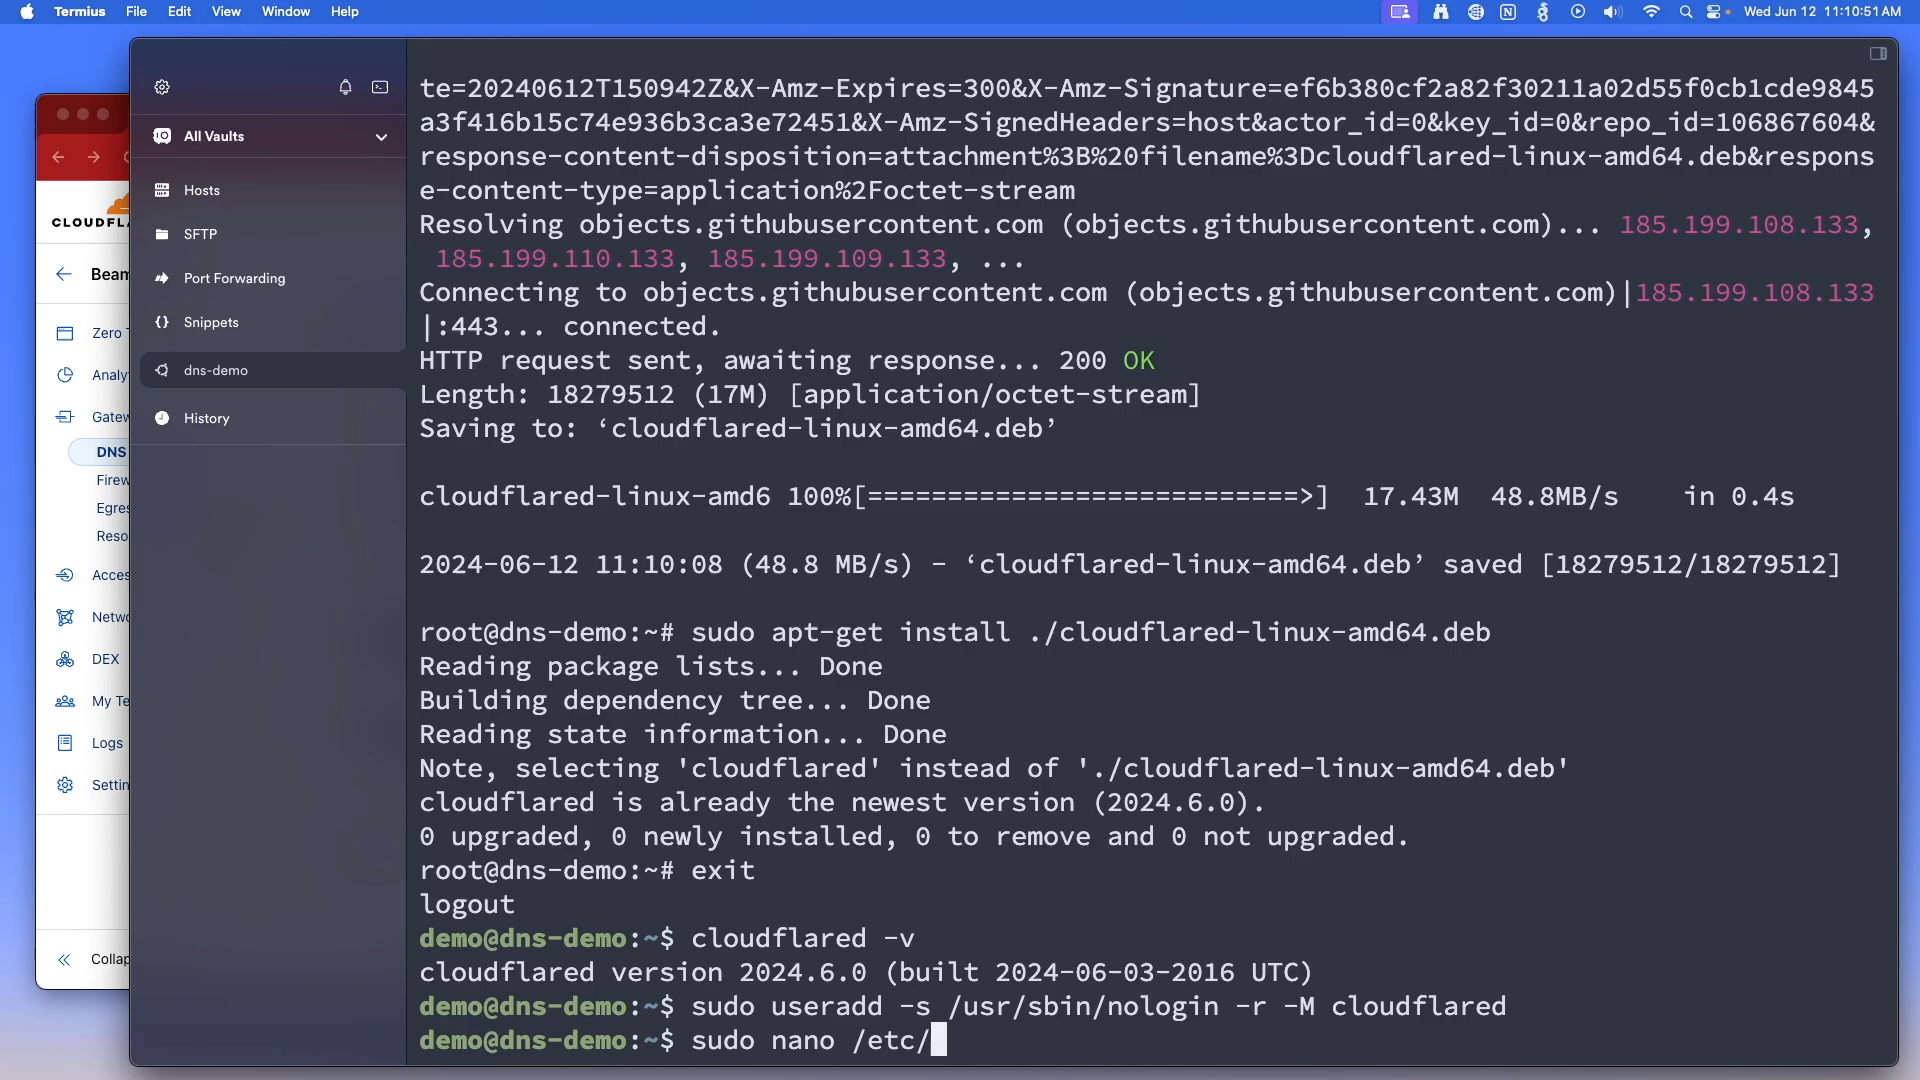 Termius File Edit View Window Help
Wed Jun 12 11:10:51 AM
CLOUDFL
Beam
Zero
Analy
Gatew
DNS
Firew
Egres
Reso
Acces
Netwo
DEX
My Te
Logs
Settin
Collap
All Vaults
Hosts
SFTP
Port Forwarding
Snippets
dns-demo
History
te=20240612T150942Z&X-Amz-Expires=300&X-Amz-Signature=ef6b380cf2a82f30211a02d55f0cb1cde9845
a3f416b15c74e936b3ca3e72451&X-Amz-SignedHeaders=host&actor_id=0&key_id=0&repo_id=106867604&
response-content-disposition=attachment%3B%20filename%3Dcloudflared-linux-amd64.deb&respons
e-content-type=application%2Foctet-stream
Resolving objects.githubusercontent.com (objects.githubusercontent.com)... 185.199.108.133,
185.199.110.133, 185.199.109.133, ...
Connecting to objects.githubusercontent.com (objects.githubusercontent.com)|185.199.108.133
|:443... connected.
HTTP request sent, awaiting response... 200 OK
Length: 18279512 (17M) [application/octet-stream]
Saving to: ‘cloudflared-linux-amd64.deb’
cloudflared-linux-amd6 100%[===========================>] 17.43M 48.8MB/s in 0.4s
2024-06-12 11:10:08 (48.8 MB/s) - ‘cloudflared-linux-amd64.deb’ saved [18279512/18279512]
root@dns-demo:~# sudo apt-get install ./cloudflared-linux-amd64.deb
Reading package lists... Done
Building dependency tree... Done
Reading state information... Done
Note, selecting 'cloudflared' instead of './cloudflared-linux-amd64.deb'
cloudflared is already the newest version (2024.6.0).
0 upgraded, 0 newly installed, 0 to remove and 0 not upgraded.
root@dns-demo:~# exit
logout
demo@dns-demo:~$ cloudflared -v
cloudflared version 2024.6.0 (built 2024-06-03-2016 UTC)
demo@dns-demo:~$ sudo useradd -s /usr/sbin/nologin -r -M cloudflared
demo@dns-demo:~$ sudo nano /etc/